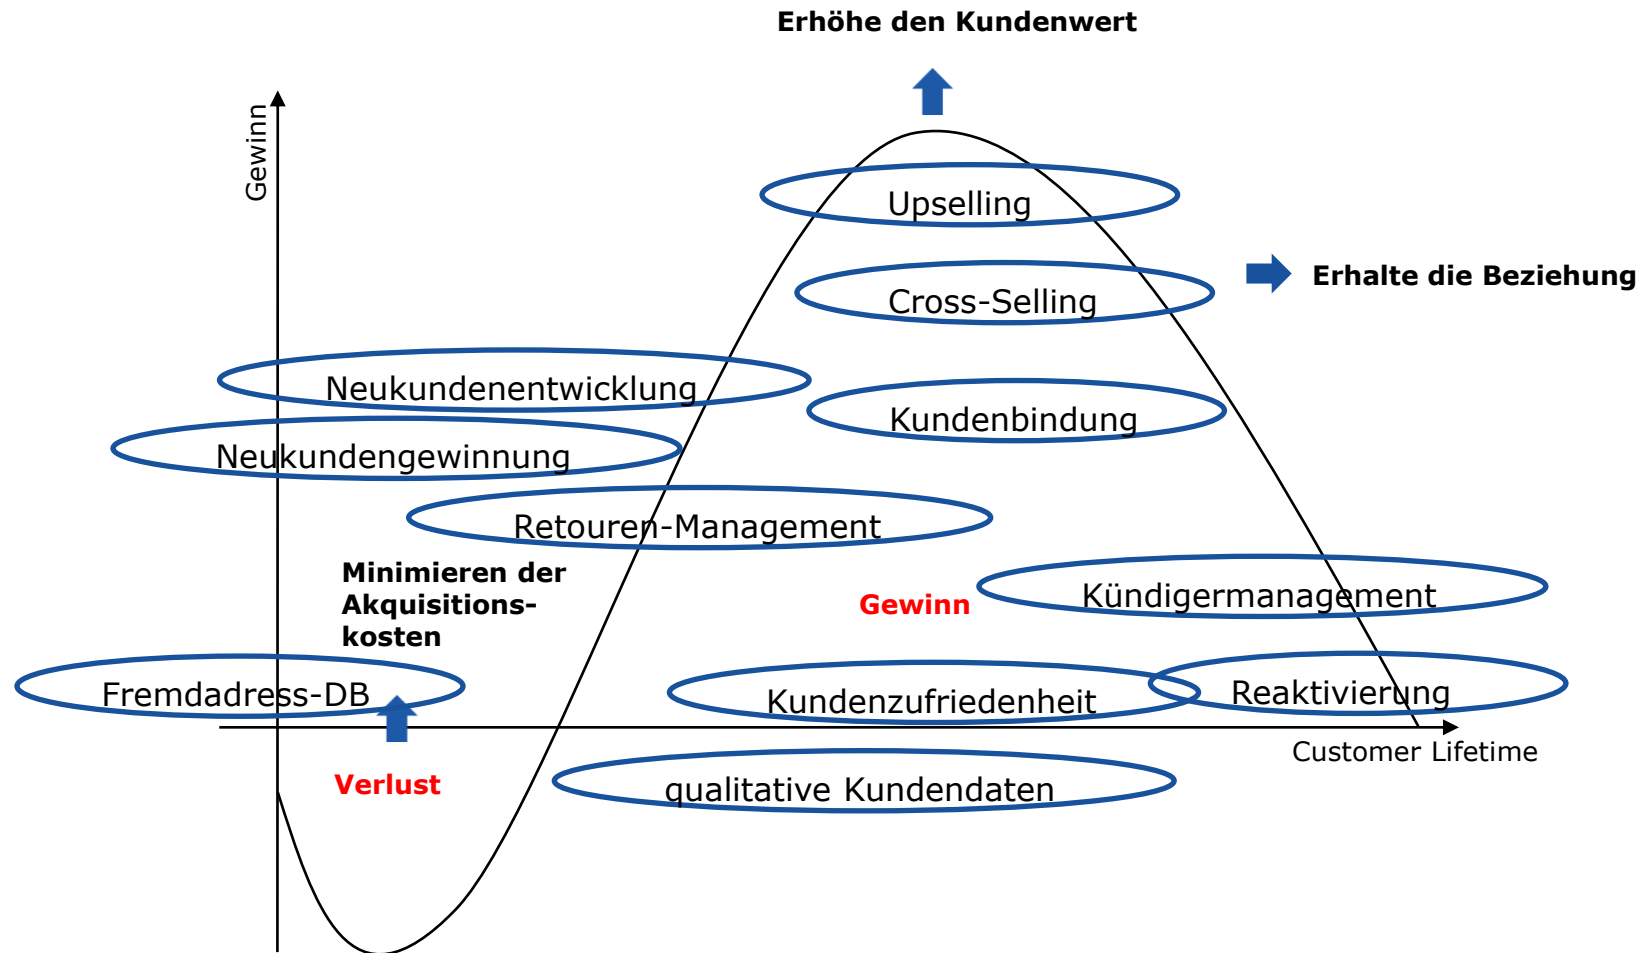 Erhöhe den Kundenwert
Gewinn
Upselling
Erhalte die Beziehung
Cross-Selling
Neukundenentwicklung
Kundenbindung
Neukundengewinnung
Retouren-Management
Minimieren der
Akquisitions-
kosten
Gewinn
Kündigermanagement
Fremdadress-DB
Kundenzufriedenheit
Reaktivierung
Customer Lifetime
Verlust
qualitative Kundendaten